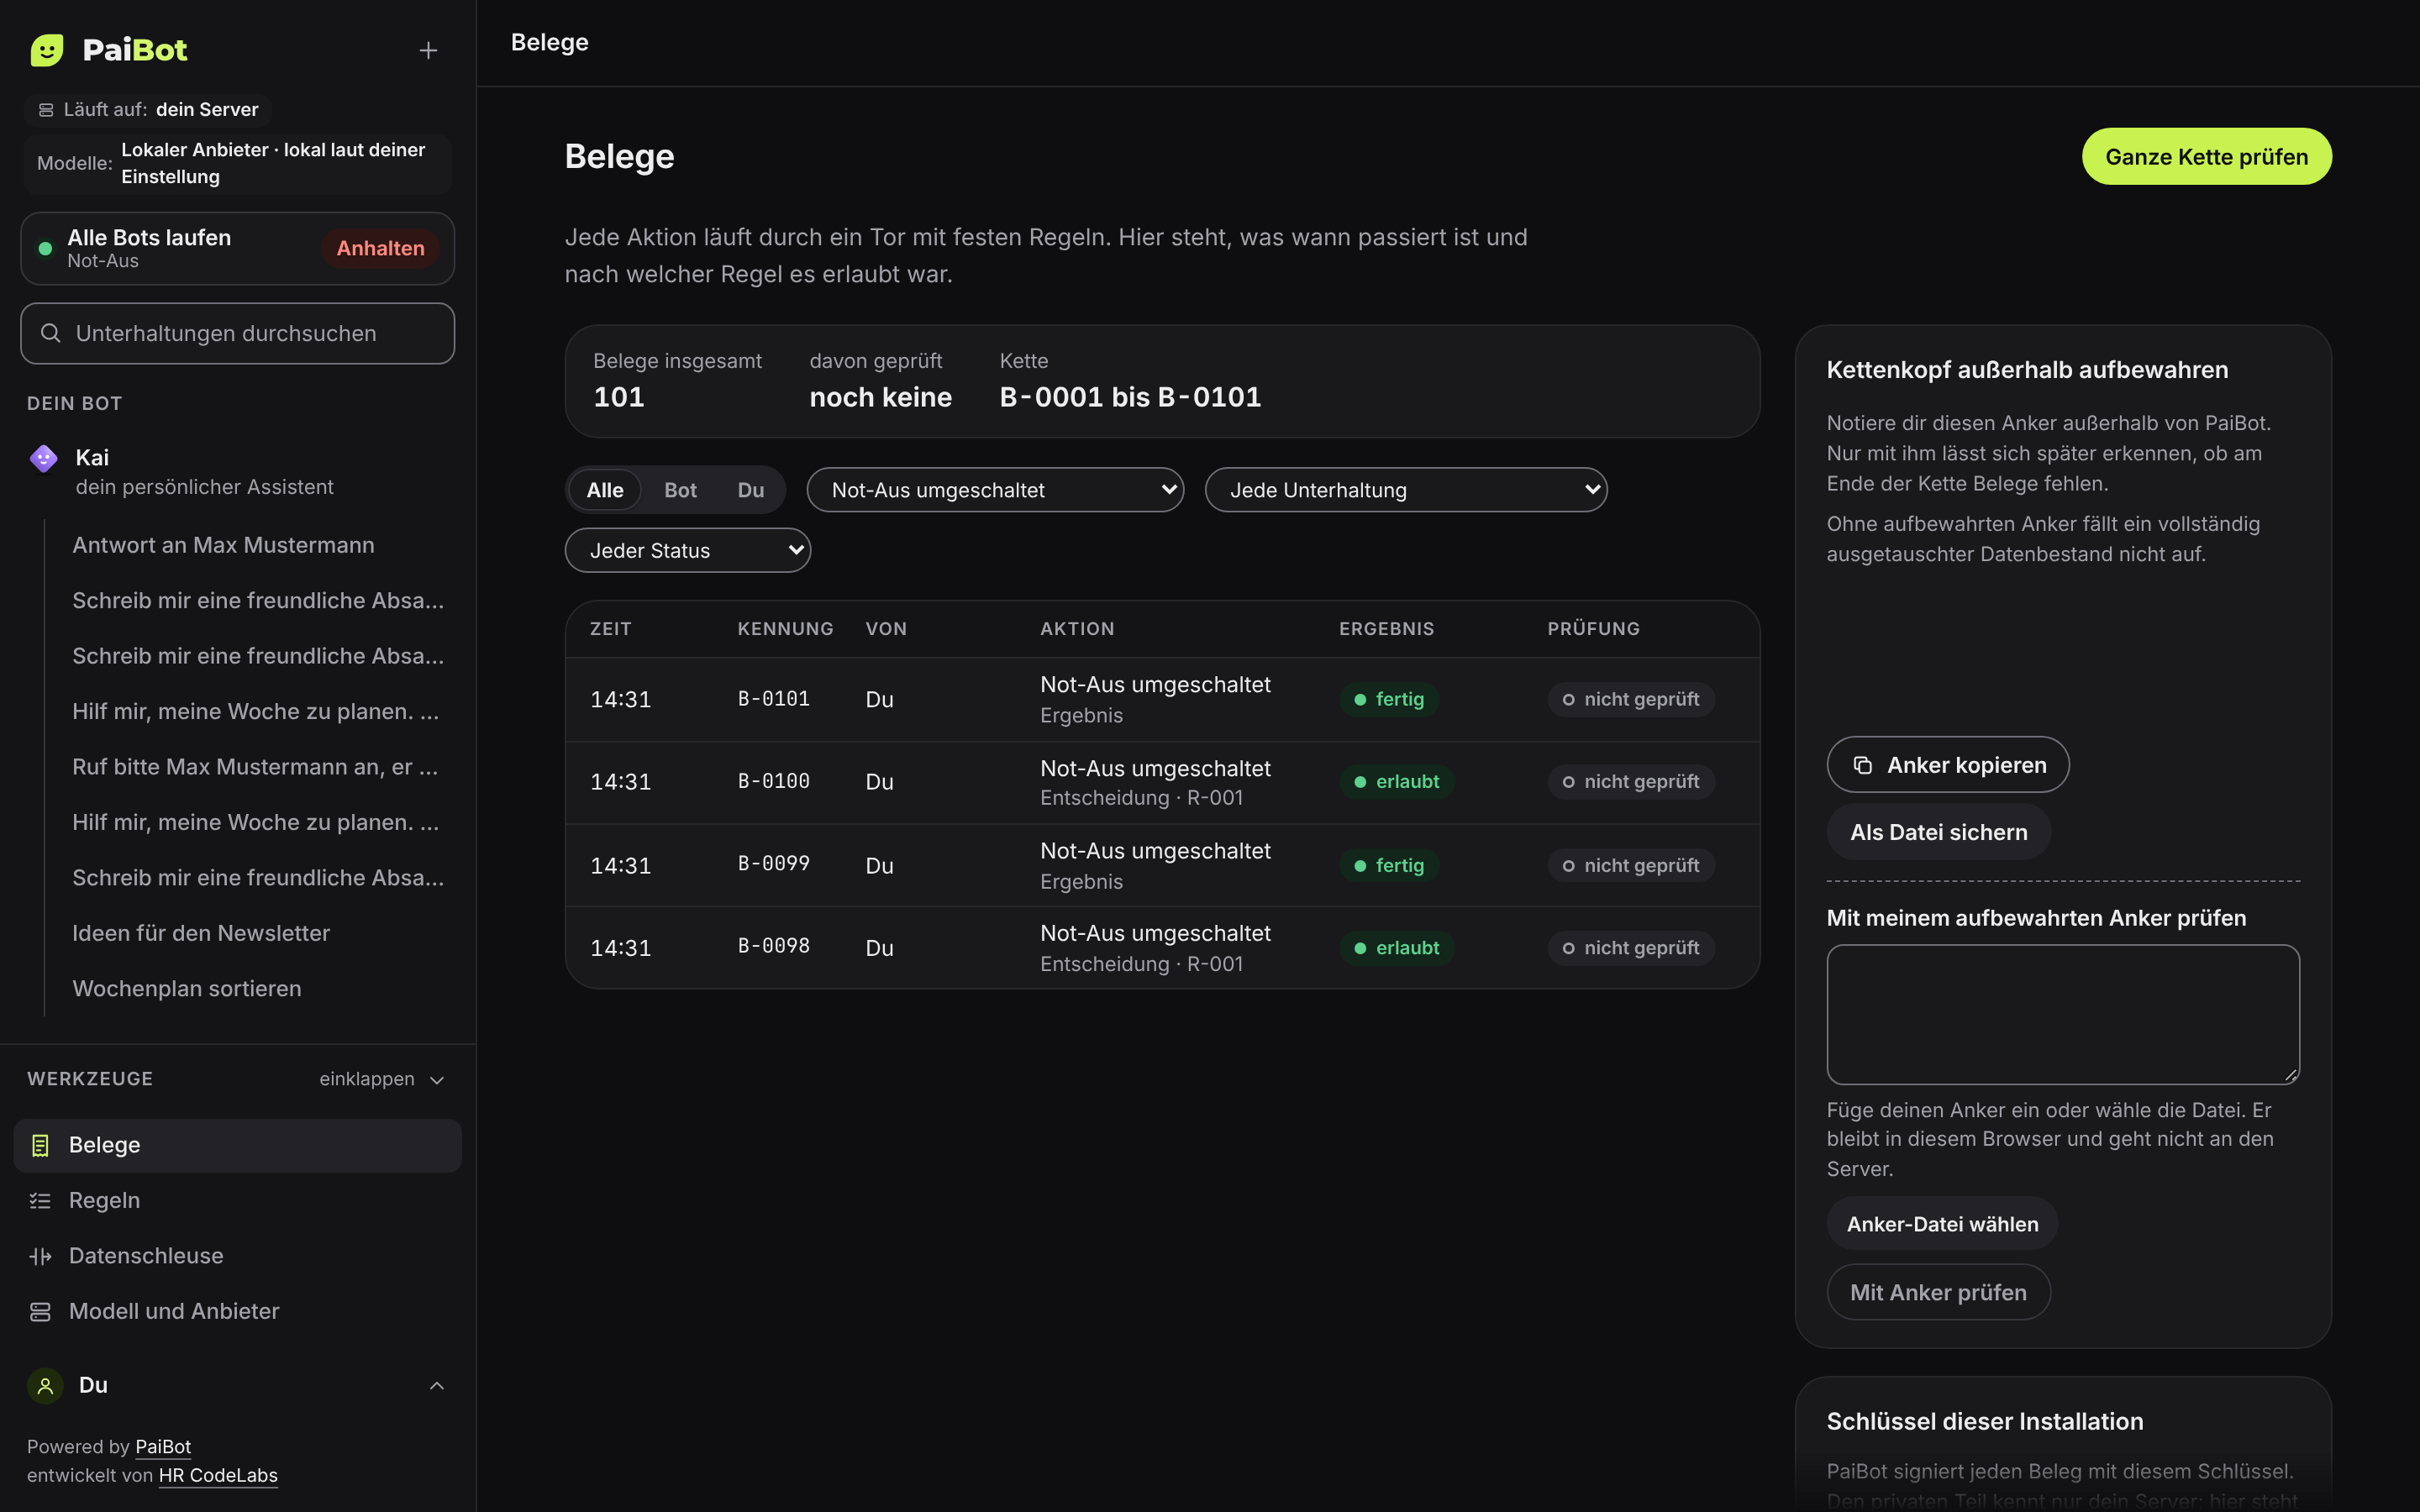 PaiBot
Läuft auf: dein Server
Modelle: Lokaler Anbieter · lokal laut deiner
Einstellung
Alle Bots laufen
Not-Aus
Anhalten
Unterhaltungen durchsuchen
DEIN BOT
Kai
dein persönlicher Assistent
Antwort an Max Mustermann
Schreib mir eine freundliche Absa...
Schreib mir eine freundliche Absa...
Hilf mir, meine Woche zu planen. ...
Ruf bitte Max Mustermann an, er ...
Hilf mir, meine Woche zu planen. ...
Schreib mir eine freundliche Absa...
Ideen für den Newsletter
Wochenplan sortieren
WERKZEUGE einklappen
Belege
Regeln
Datenschleuse
Modell und Anbieter
Du
Powered by PaiBot
entwickelt von HR CodeLabs
Belege
Belege
Ganze Kette prüfen
Jede Aktion läuft durch ein Tor mit festen Regeln. Hier steht, was wann passiert ist und
nach welcher Regel es erlaubt war.
Belege insgesamt davon geprüft Kette
101 noch keine B-0001 bis B-0101
Alle Bot Du Not-Aus umgeschaltet Jede Unterhaltung
Jeder Status
ZEIT KENNUNG VON AKTION ERGEBNIS PRÜFUNG
14:31 B-0101 Du Not-Aus umgeschaltet fertig nicht geprüft
Ergebnis
14:31 B-0100 Du Not-Aus umgeschaltet erlaubt nicht geprüft
Entscheidung · R-001
14:31 B-0099 Du Not-Aus umgeschaltet fertig nicht geprüft
Ergebnis
14:31 B-0098 Du Not-Aus umgeschaltet erlaubt nicht geprüft
Entscheidung · R-001
Kettenkopf außerhalb aufbewahren
Notiere dir diesen Anker außerhalb von PaiBot.
Nur mit ihm lässt sich später erkennen, ob am
Ende der Kette Belege fehlen.
Ohne aufbewahrten Anker fällt ein vollständig
ausgetauschter Datenbestand nicht auf.
Anker kopieren
Als Datei sichern
Mit meinem aufbewahrten Anker prüfen
Füge deinen Anker ein oder wähle die Datei. Er
bleibt in diesem Browser und geht nicht an den
Server.
Anker-Datei wählen
Mit Anker prüfen
Schlüssel dieser Installation
PaiBot signiert jeden Beleg mit diesem Schlüssel.
Den privaten Teil kennt nur dein Server; hier steht